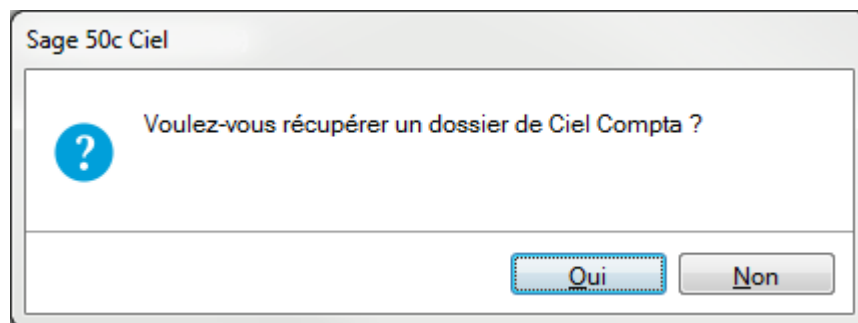 Sage 50c Ciel
Voulez-vous récupérer un dossier de Ciel Compta ?
?
Oui
Non